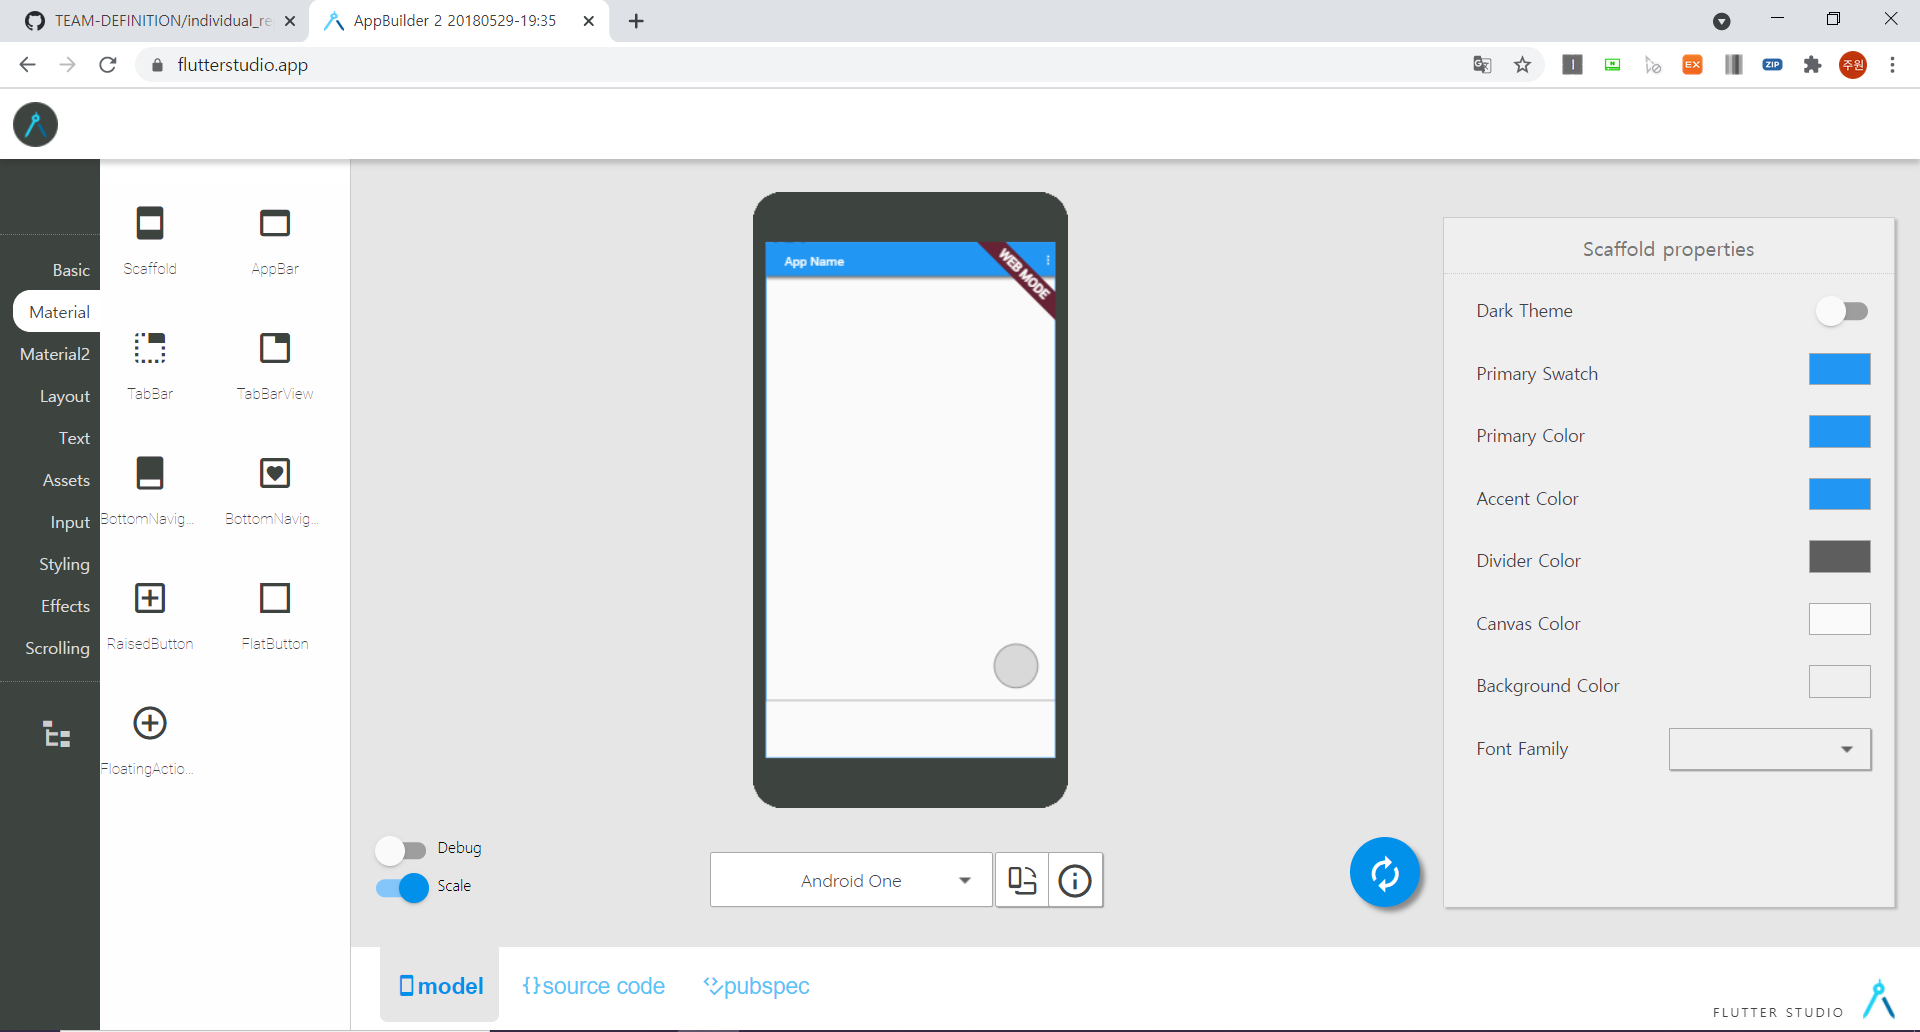 TEAM-DEFINITION/individual_re
AppBuilder 2 20180529-19:35
flutterstudio.app
EX
ZIP
주원
Basic
Material
Material2
Layout
Text
Assets
Input
Styling
Effects
Scrolling
Scaffold
AppBar
TabBar
TabBarView
BottomNavig...
BottomNavig...
RaisedButton
FlatButton
FloatingActio...
App Name
WEB MODE
Scaffold properties
Dark Theme
Primary Swatch
Primary Color
Accent Color
Divider Color
Canvas Color
Background Color
Font Family
Debug
Scale
Android One
model
{}source code
pubspec
FLUTTER STUDIO